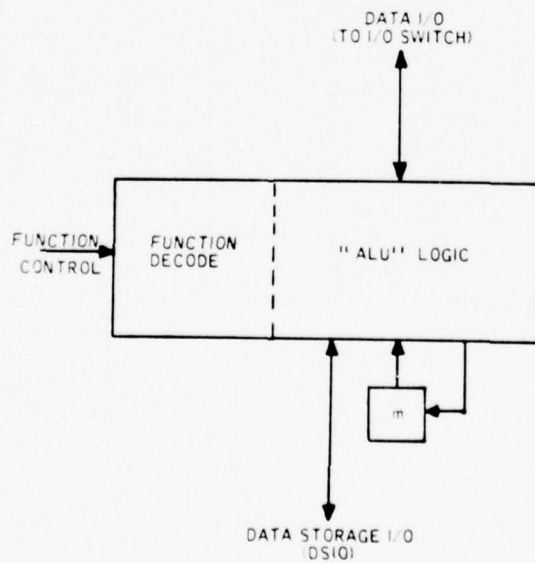 DATA I/O
(TO I/O SWITCH)
FUNCTION
CONTROL
FUNCTION
DECODE
"ALU" LOGIC
m
DATA STORAGE I/O
(DSIO)